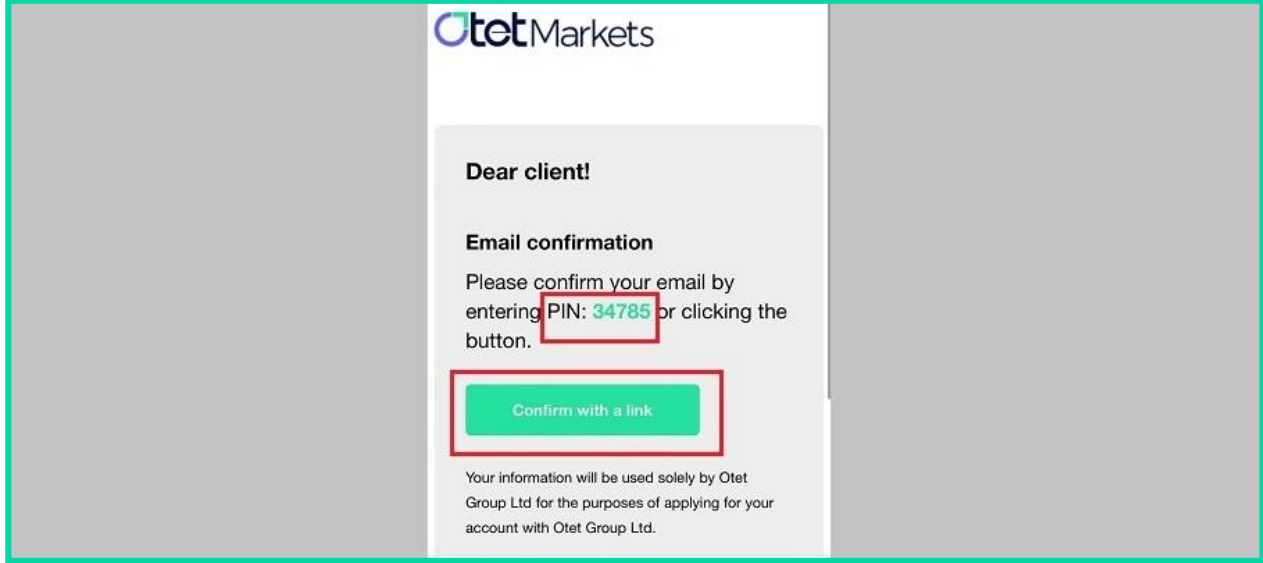 OtetMarkets
Dear client!
Email confirmation
Please confirm your email by
entering PIN: 34785 or clicking the
button.
Confirm with a link
Your information will be used solely by Otet
Group Ltd for the purposes of applying for your
account with Otet Group Ltd.